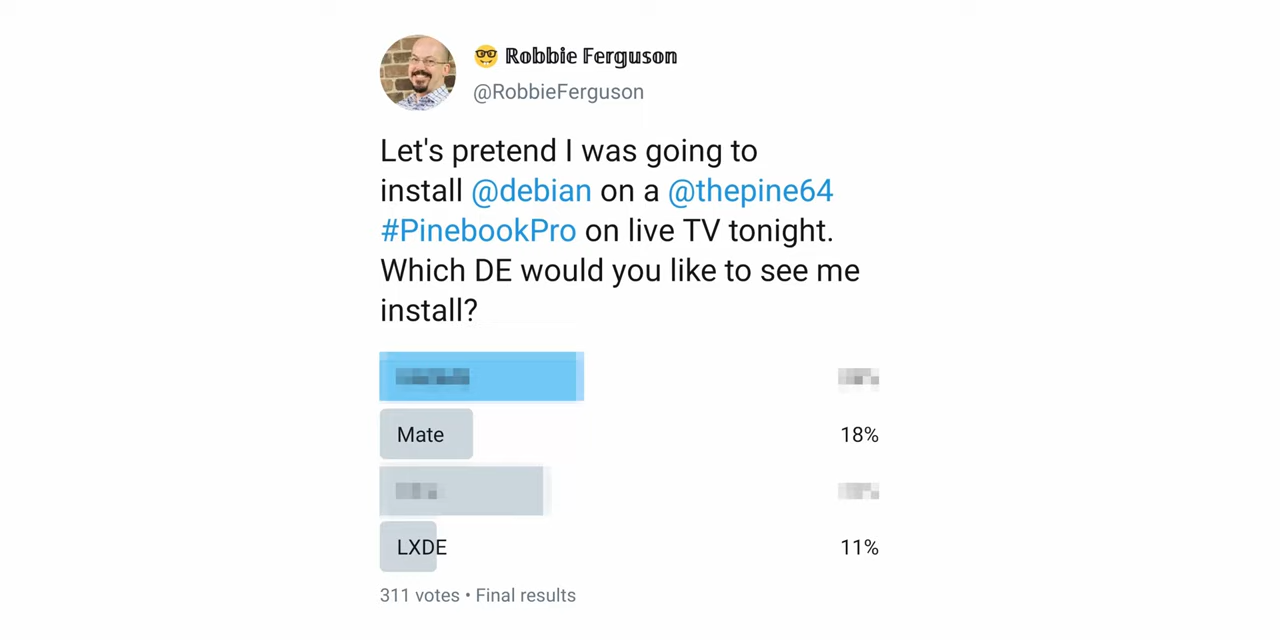 🤓 ℝ𝕠𝕓𝕓𝕚𝕖 𝔽𝕖𝕣𝕘𝕦𝕤𝕠𝕟
@RobbieFerguson
Let's pretend I was going to
install @debian on a @thepine64
#PinebookPro on live TV tonight.
Which DE would you like to see me
install?
Mate 18%
LXDE 11%
311 votes • Final results